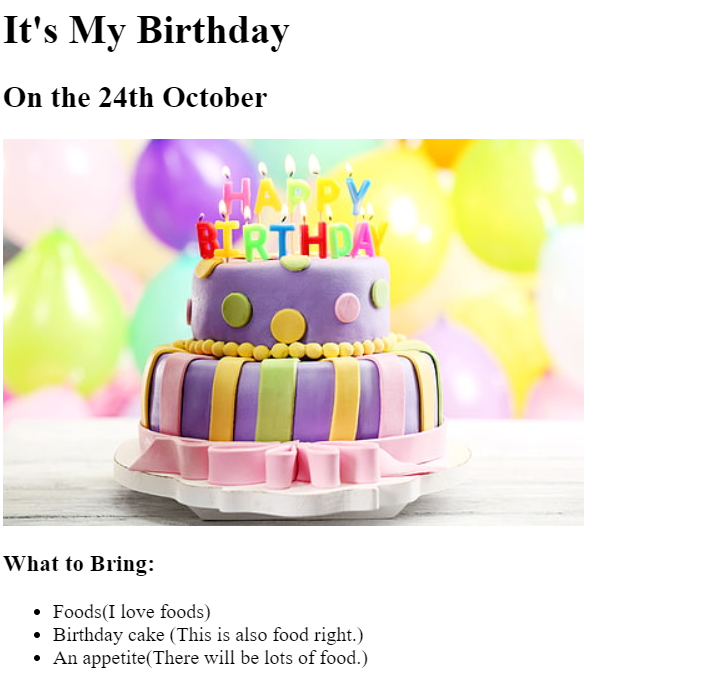 It's My Birthday
On the 24th October
HAPPY
BIRTHDAY
What to Bring:
Foods(I love foods)
Birthday cake (This is also food right.)
An appetite(There will be lots of food.)